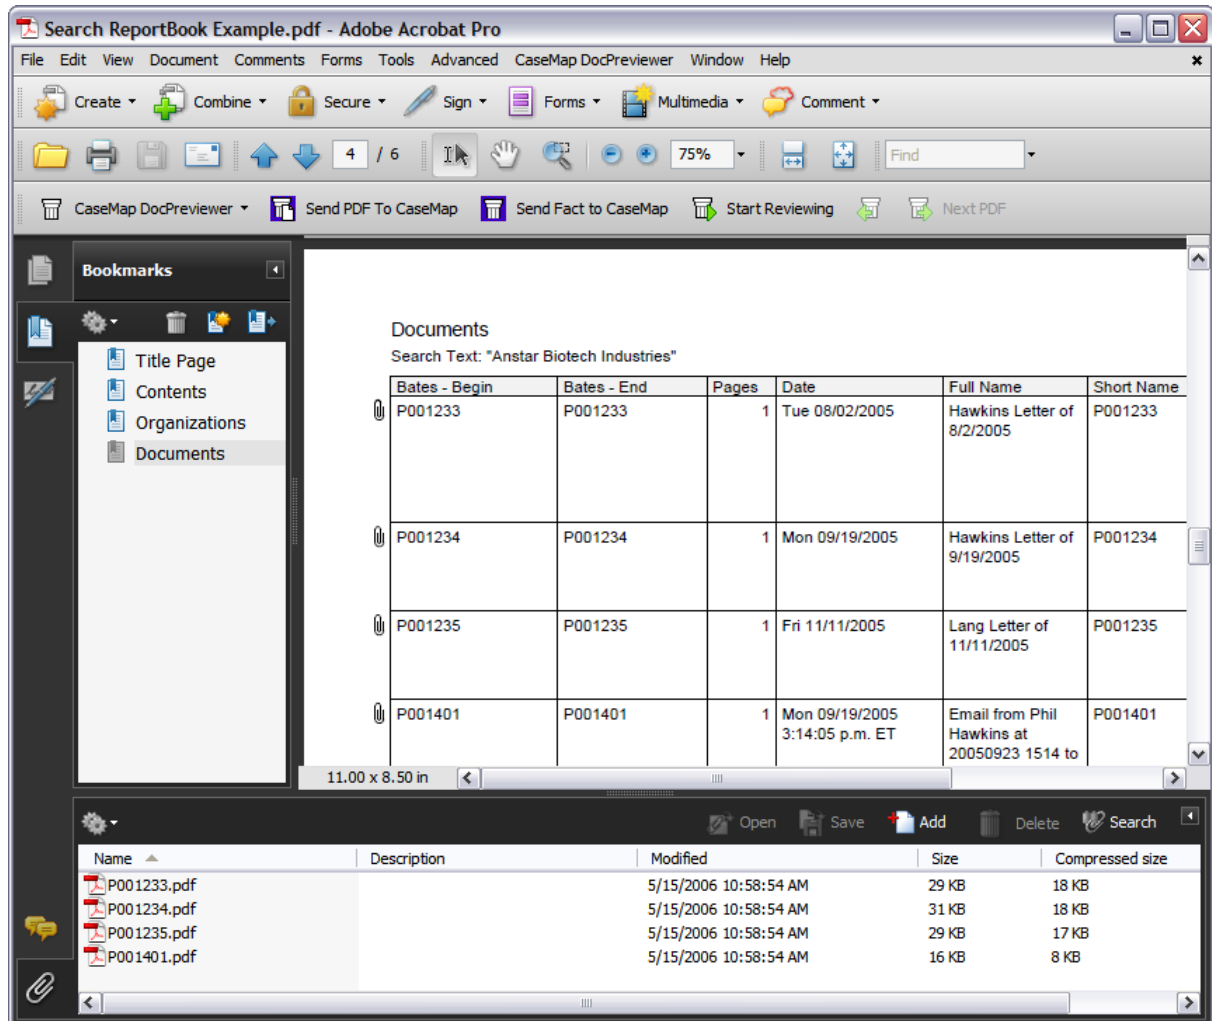 Search ReportBook Example.pdf - Adobe Acrobat Pro
File Edit View Document Comments Forms Tools Advanced CaseMap DocPreviewer Window Help
Create Combine Secure Sign Forms Multimedia Comment
4 / 6 75% Find
CaseMap DocPreviewer Send PDF To CaseMap Send Fact to CaseMap Start Reviewing Next PDF
Bookmarks
Title Page
Contents
Organizations
Documents
Documents
Search Text: "Anstar Biotech Industries"
Bates - Begin Bates - End Pages Date Full Name Short Name
P001233 P001233 1 Tue 08/02/2005 Hawkins Letter of P001233
8/2/2005
P001234 P001234 1 Mon 09/19/2005 Hawkins Letter of P001234
9/19/2005
P001235 P001235 1 Fri 11/11/2005 Lang Letter of P001235
11/11/2005
P001401 P001401 1 Mon 09/19/2005 Email from Phil P001401
3:14:05 p.m. ET Hawkins at
20050923 1514 to
11.00 x 8.50 in
Open Save Add Delete Search
Name Description Modified Size Compressed size
P001233.pdf 5/15/2006 10:58:54 AM 29 KB 18 KB
P001234.pdf 5/15/2006 10:58:54 AM 31 KB 18 KB
P001235.pdf 5/15/2006 10:58:54 AM 29 KB 17 KB
P001401.pdf 5/15/2006 10:58:54 AM 16 KB 8 KB